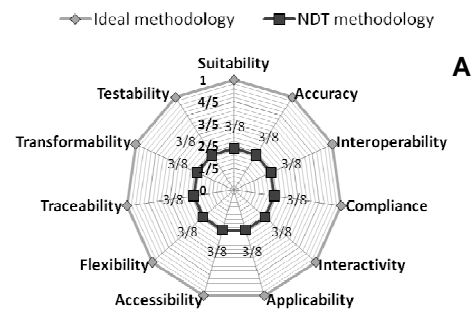 Ideal methodology NDT methodology
A
Suitability
1
Testability Accuracy
4/5
3/5
3/8
3/8 3/8
Transformability Interoperability
2/5
3/8 3/8
1/5
0
Traceability 3/8 3/8 Compliance
3/8 3/8
Flexibility 3/8 3/8 Interactivity
Accessibility Applicability